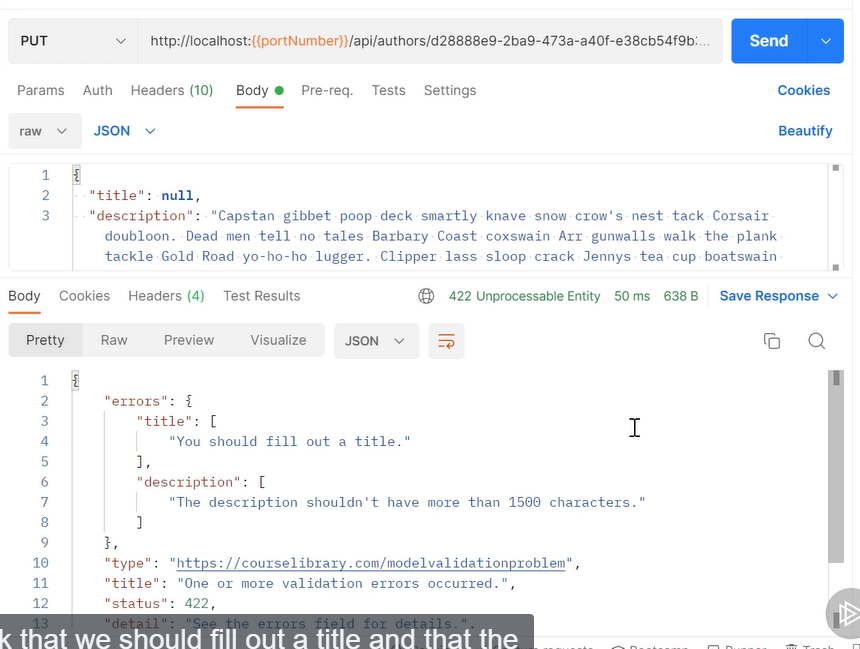 PUT http://localhost:{{portNumber}}/api/authors/d28888e9-2ba9-473a-a40f-e38cb54f9b:... Send
Params Auth Headers (10) Body Pre-req. Tests Settings Cookies
raw JSON Beautify
1 {
2 "title": null,
3 "description": "Capstan gibbet poop deck smartly knave snow crow's nest tack Corsair
doubloon. Dead men tell no tales Barbary Coast coxswain Arr gunwalls walk the plank
tackle Gold Road yo-ho-ho lugger. Clipper lass sloop crack Jennys tea cup boatswain
Body Cookies Headers (4) Test Results 422 Unprocessable Entity 50 ms 638 B Save Response
Pretty Raw Preview Visualize JSON
1 {
2 "errors": {
3 "title": [
4 "You should fill out a title."
5 ],
6 "description": [
7 "The description shouldn't have more than 1500 characters."
8 ]
9 },
10 "type": "https://courselibrary.com/modelvalidationproblem",
11 "title": "One or more validation errors occurred.",
12 "status": 422,
13 "detail": "See the errors field for details.",
k that we should fill out a title and that the